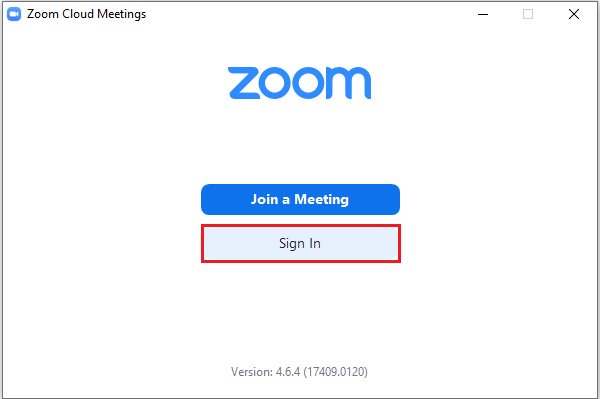 Zoom Cloud Meetings
zoom
Join a Meeting
Sign In
Version: 4.6.4 (17409.0120)